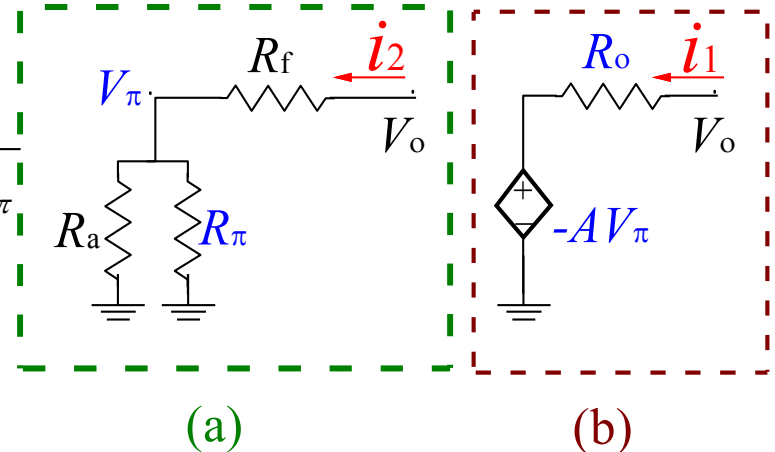 Rf
i2
Vπ
Vo
Ra
Rπ
π
(a)
Ro
i1
Vo
+
−
-AVπ
(b)